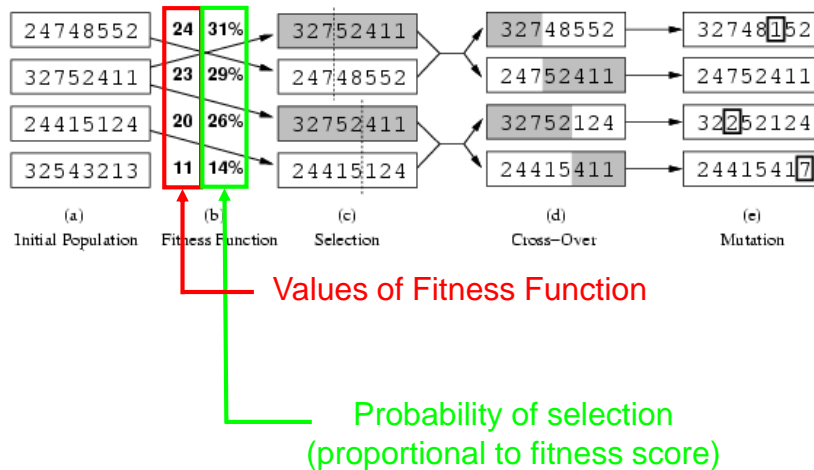 24748552 24 31% 32752411 32748552 32748152
32752411 23 29% 24748552 24752411 24752411
24415124 20 26% 32752411 32752124 32252124
32543213 11 14% 24415124 24415411 24415417
(a) (b) (c) (d) (e)
Initial Population Fitness Function Selection Cross-Over Mutation
Values of Fitness Function
Probability of selection
(proportional to fitness score)